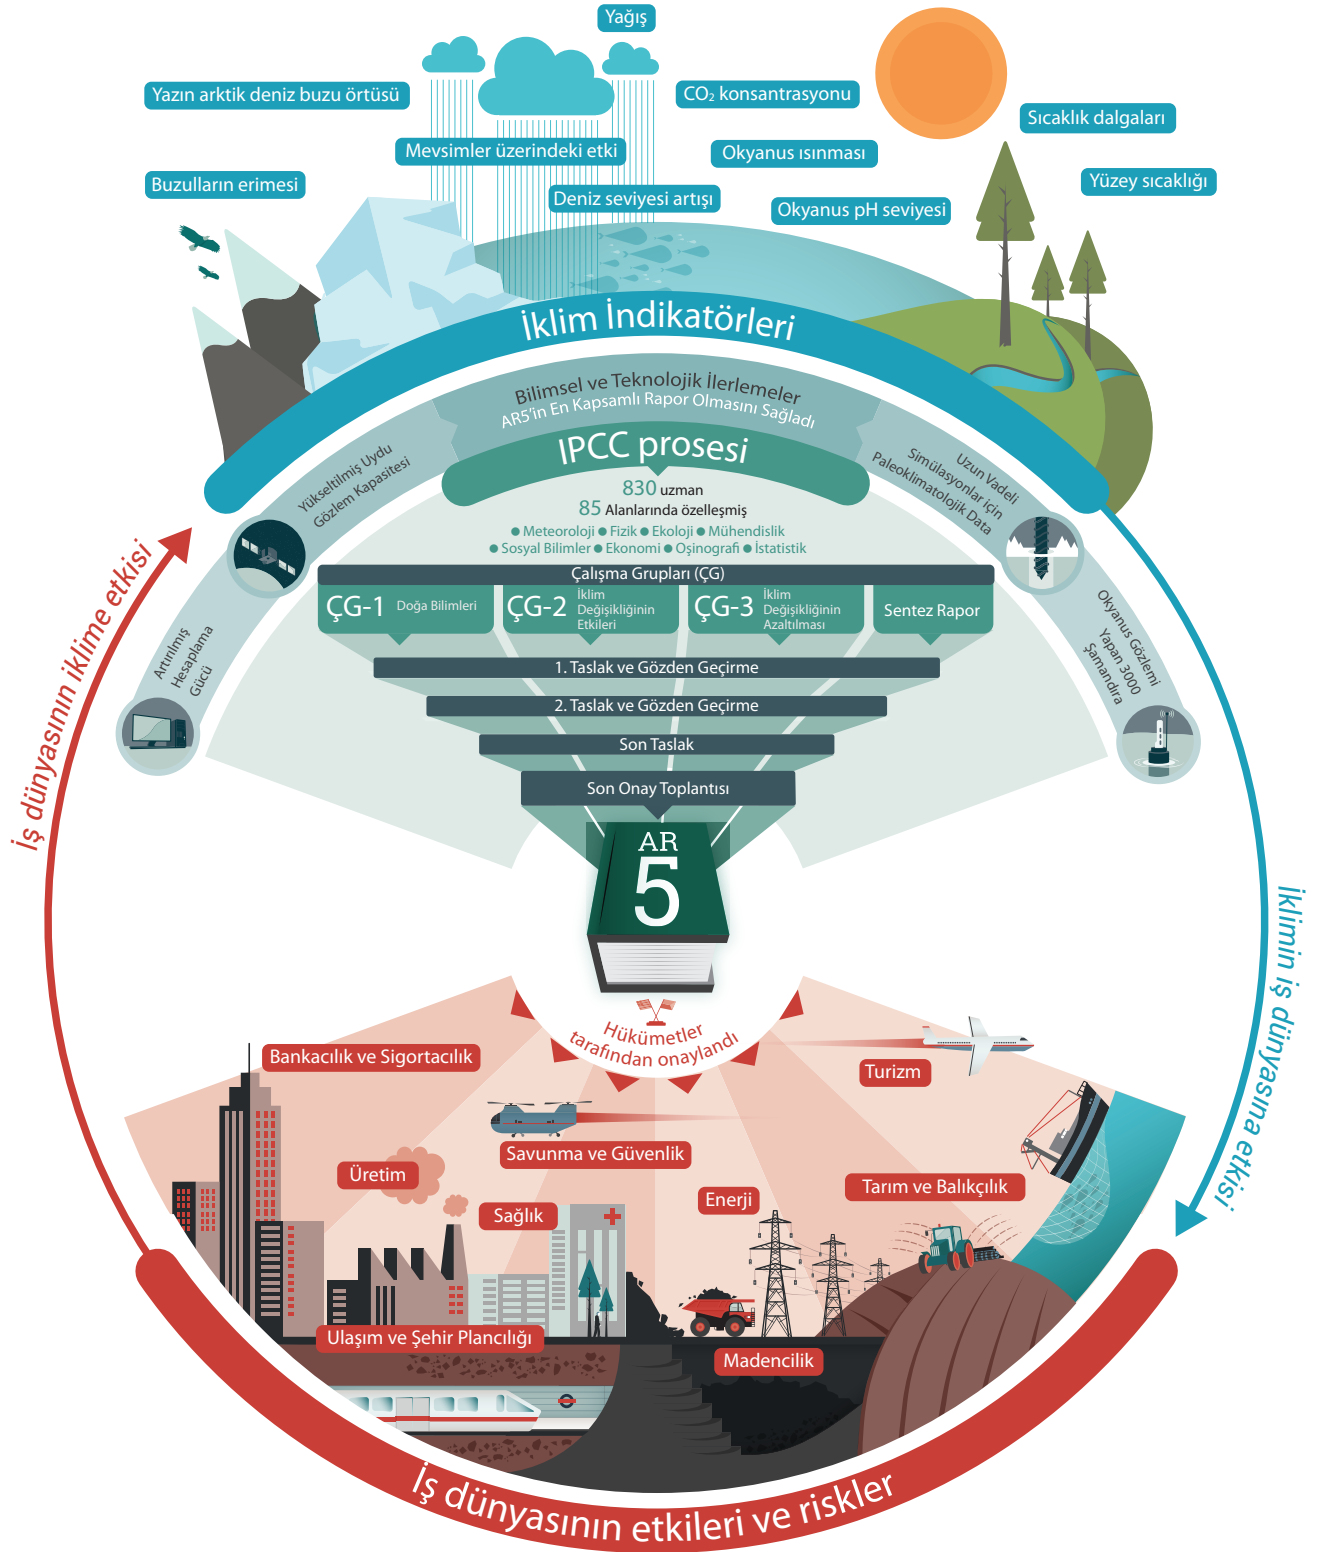 Yağış
Yazın arktik deniz buzu örtüsü
CO₂ konsantrasyonu
Sıcaklık dalgaları
Mevsimler üzerindeki etki
Okyanus ısınması
Buzulların erimesi
Deniz seviyesi artışı
Okyanus pH seviyesi
Yüzey sıcaklığı
İklim İndikatörleri
Bilimsel ve Teknolojik İlerlemeler
AR5'in En Kapsamlı Rapor Olmasını Sağladı
Yükseltilmiş Uydu
Gözlem Kapasitesi
Uzun Vadeli
Simülasyonlar için
Paleoklimatolojik Data
Artırılmış
Hesaplama
Gücü
Okyanus Gözlemi
Yapan 3000
Şamandıra
IPCC prosesi
830 uzman
85 Alanlarında özelleşmiş
● Meteoroloji ● Fizik ● Ekoloji ● Mühendislik
● Sosyal Bilimler ● Ekonomi ● Oşinografi ● İstatistik
Çalışma Grupları (ÇG)
ÇG-1 Doğa Bilimleri
ÇG-2 İklim
Değişikliğinin
Etkileri
ÇG-3 İklim
Değişikliğinin
Azaltılması
Sentez Rapor
1. Taslak ve Gözden Geçirme
2. Taslak ve Gözden Geçirme
Son Taslak
Son Onay Toplantısı
AR
5
Hükümetler
tarafından onaylandı
İş dünyasının iklime etkisi
İklimin iş dünyasına etkisi
Bankacılık ve Sigortacılık
Turizm
Savunma ve Güvenlik
Üretim
Tarım ve Balıkçılık
Enerji
Sağlık
Ulaşım ve Şehir Plancılığı
Madencilik
İş dünyasının etkileri ve riskler